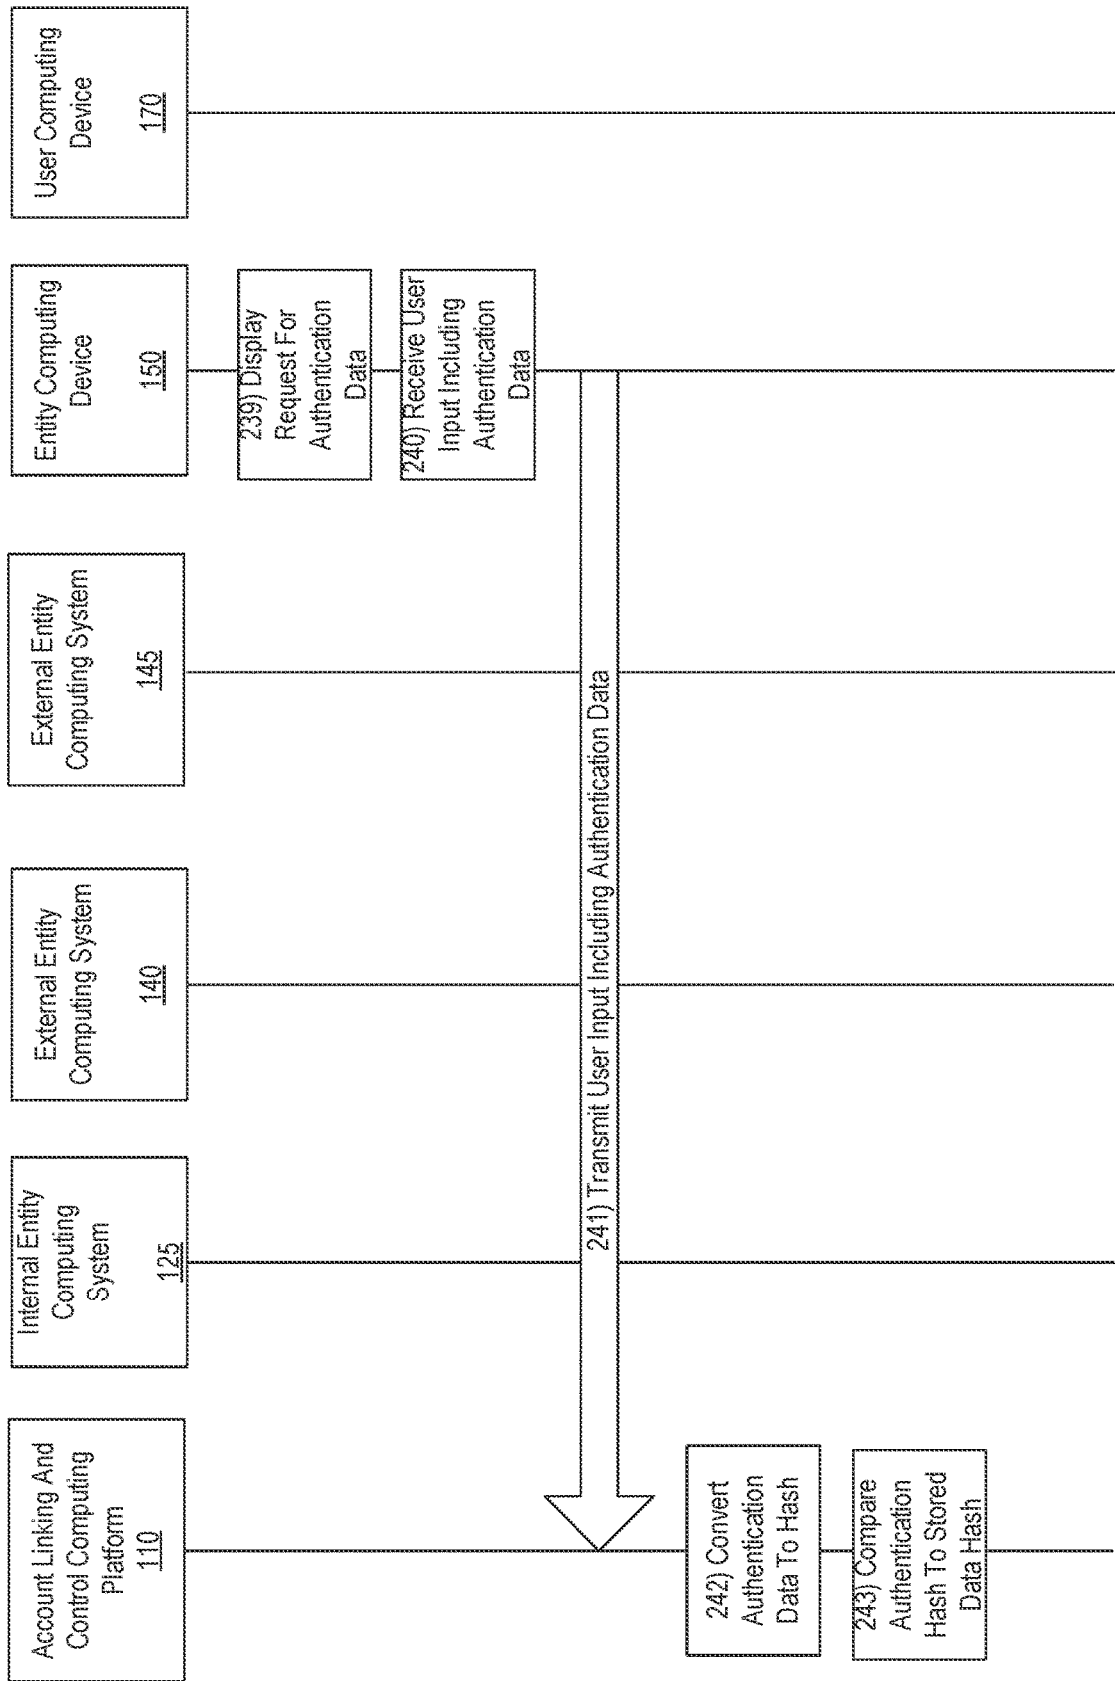 Account Linking And
Control Computing
Platform
110
Internal Entity
Computing
System
125
External Entity
Computing System
140
External Entity
Computing System
145
Entity Computing
Device
150
User Computing
Device
170
239) Display
Request For
Authentication
Data
240) Receive User
Input Including
Authentication
Data
241) Transmit User Input Including Authentication Data
242) Convert
Authentication
Data To Hash
243) Compare
Authentication
Hash To Stored
Data Hash